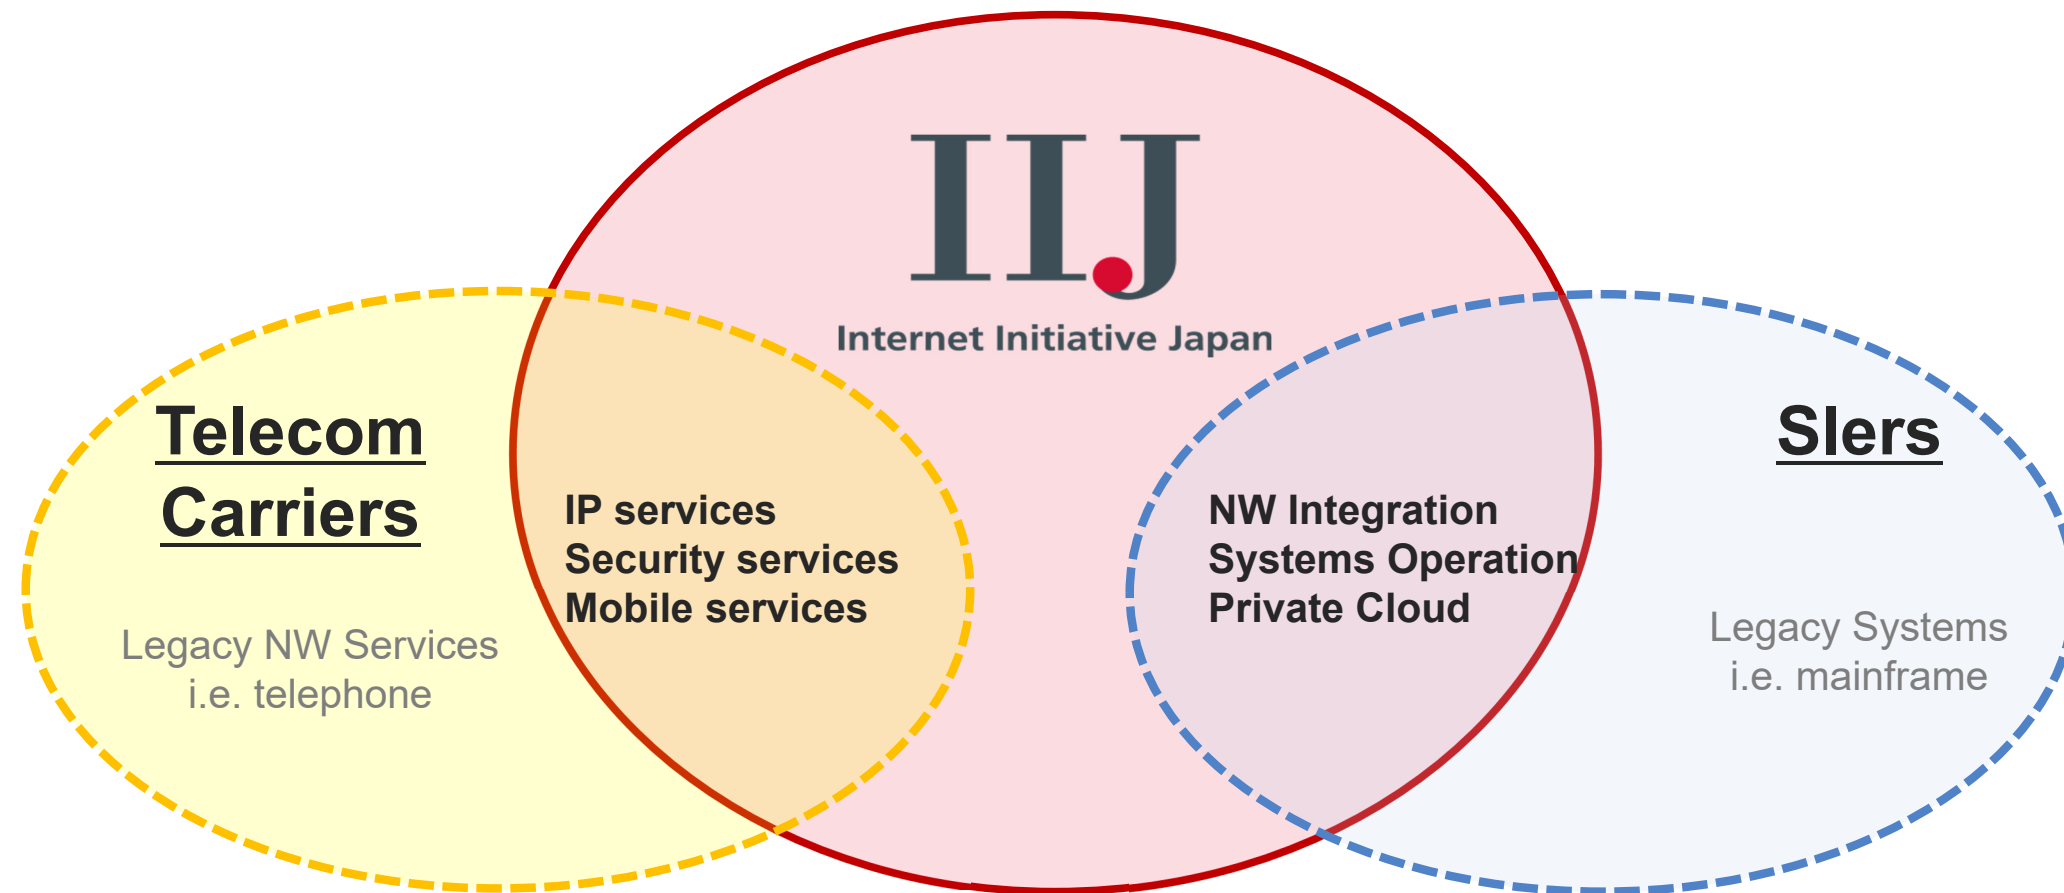 IIJ
Internet Initiative Japan
Telecom
Carriers
Legacy NW Services
i.e. telephone
IP services
Security services
Mobile services
NW Integration
Systems Operation
Private Cloud
SIers
Legacy Systems
i.e. mainframe